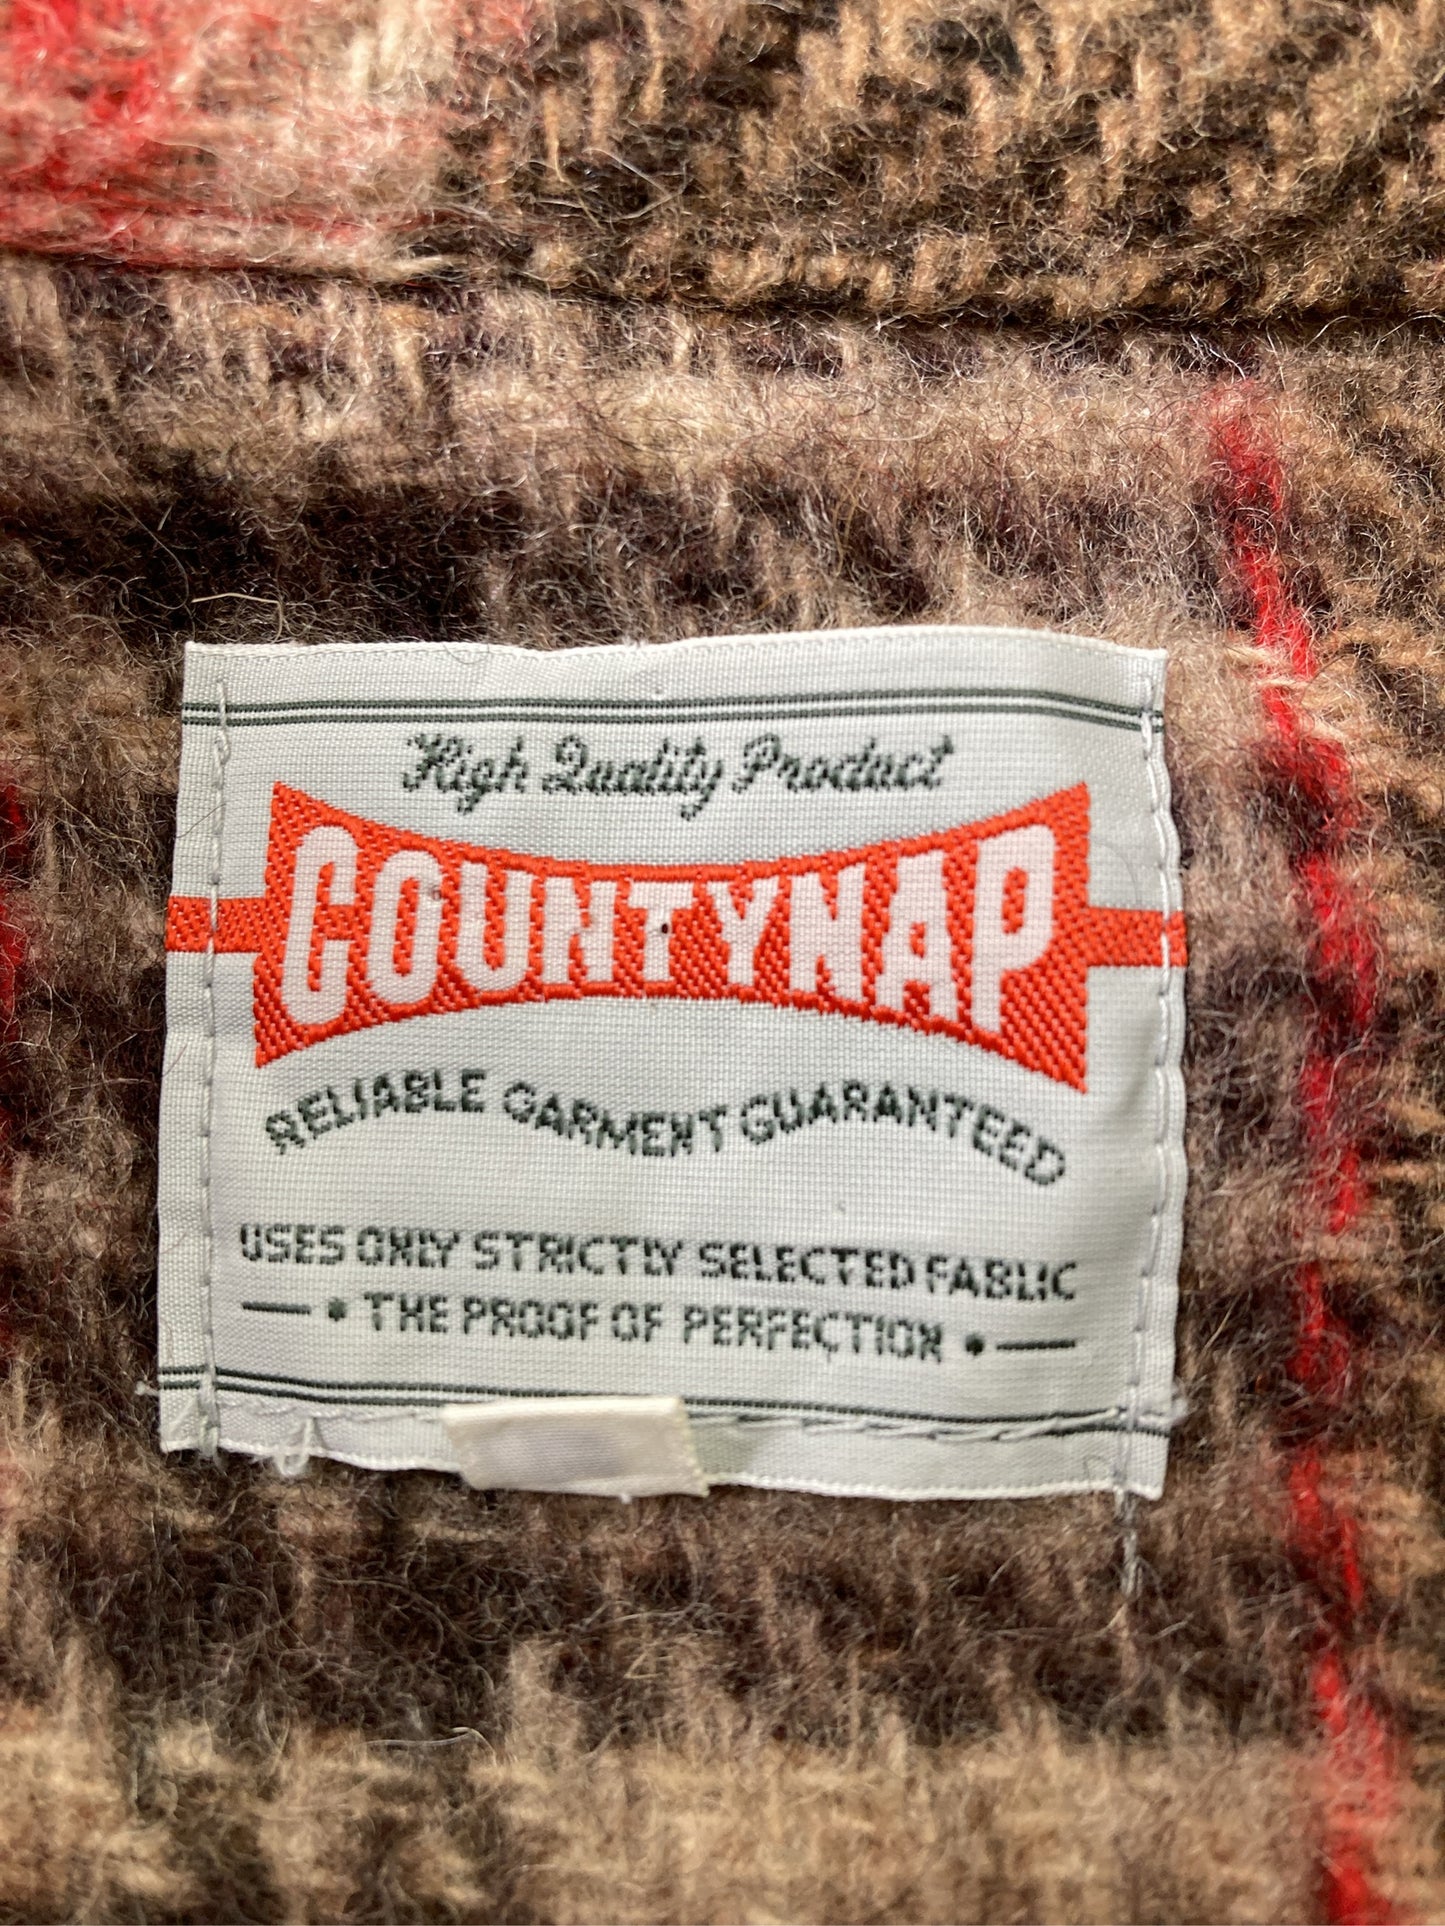 High Quality Product
COUNTYNAP
RELIABLE GARMENT GUARANTEED
USES ONLY STRICTLY SELECTED FABLIC
THE PROOF OF PERFECTION